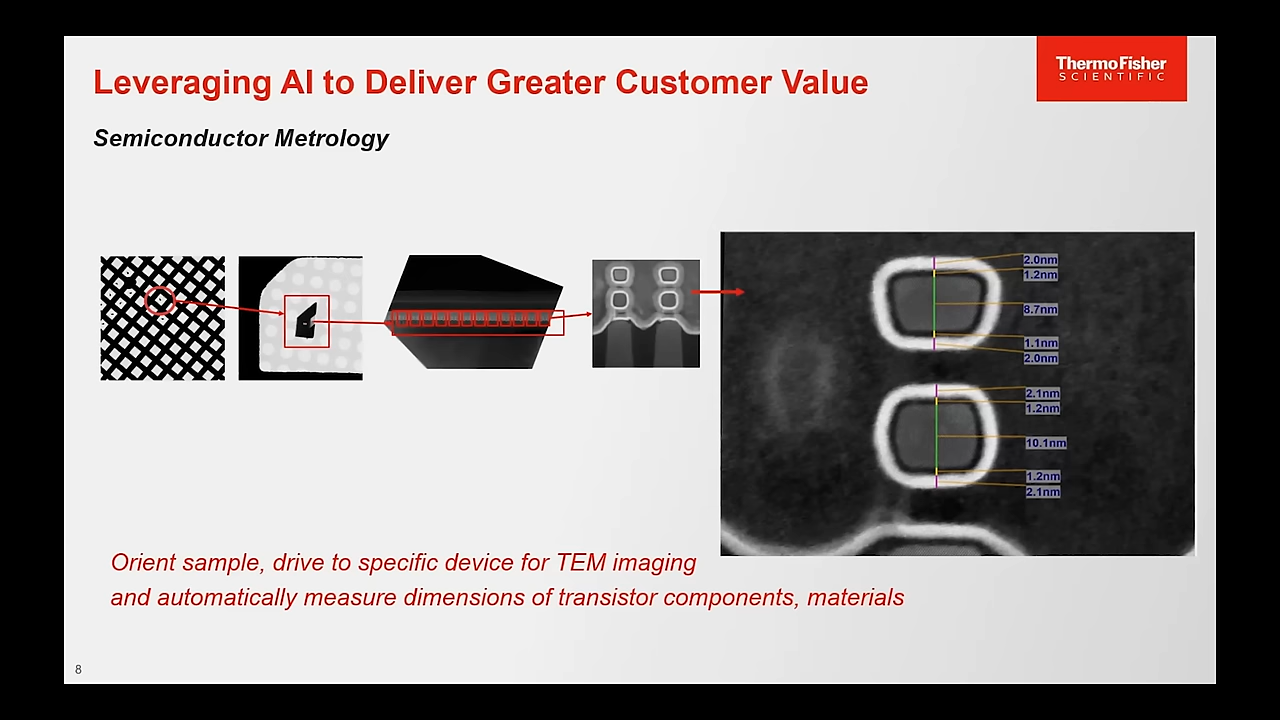 Leveraging AI to Deliver Greater Customer Value
ThermoFisher
SCIENTIFIC
Semiconductor Metrology
2.0nm
1.2nm
8.7nm
1.1nm
2.0nm
2.1nm
1.2nm
10.1nm
1.2nm
2.1nm
Orient sample, drive to specific device for TEM imaging
and automatically measure dimensions of transistor components, materials
8